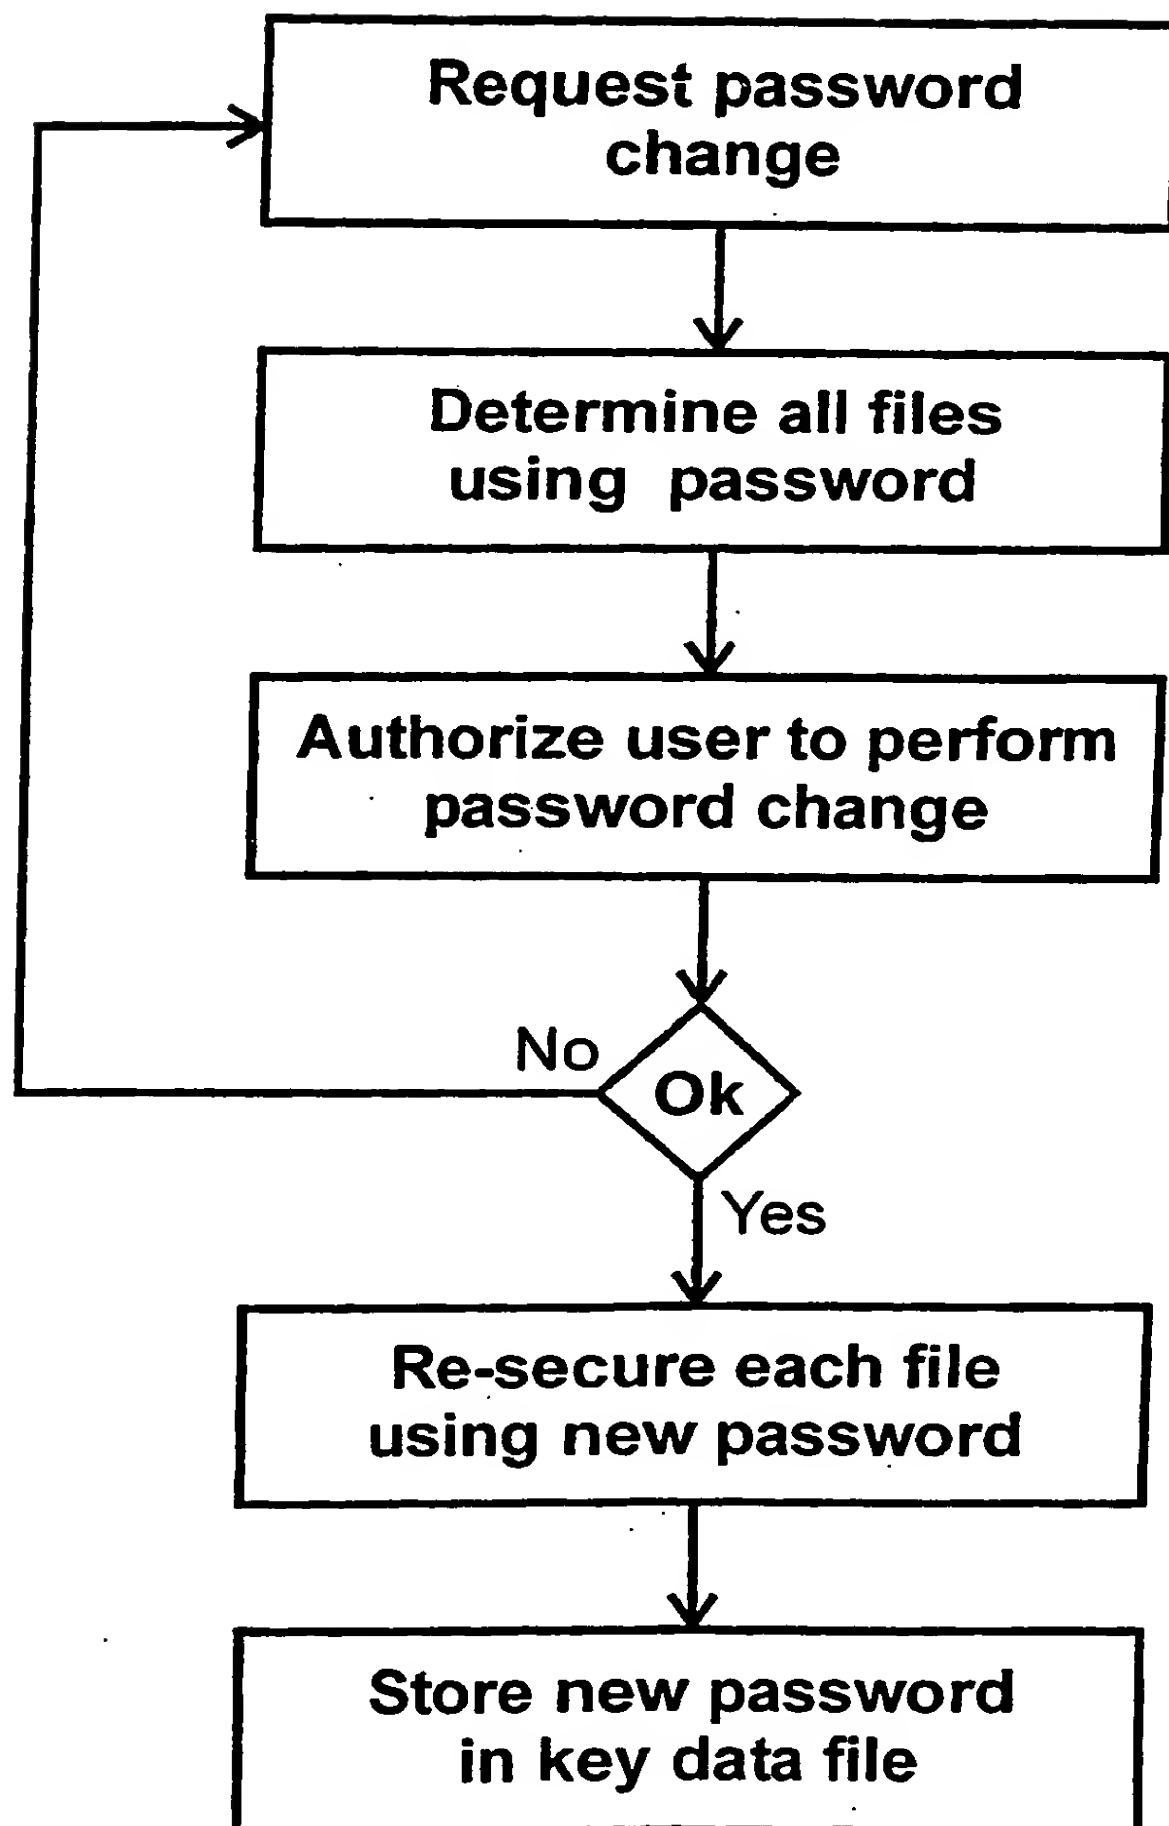 Request password
change
Determine all files
using password
Authorize user to perform
password change
No
Ok
Yes
Re-secure each file
using new password
Store new password
in key data file